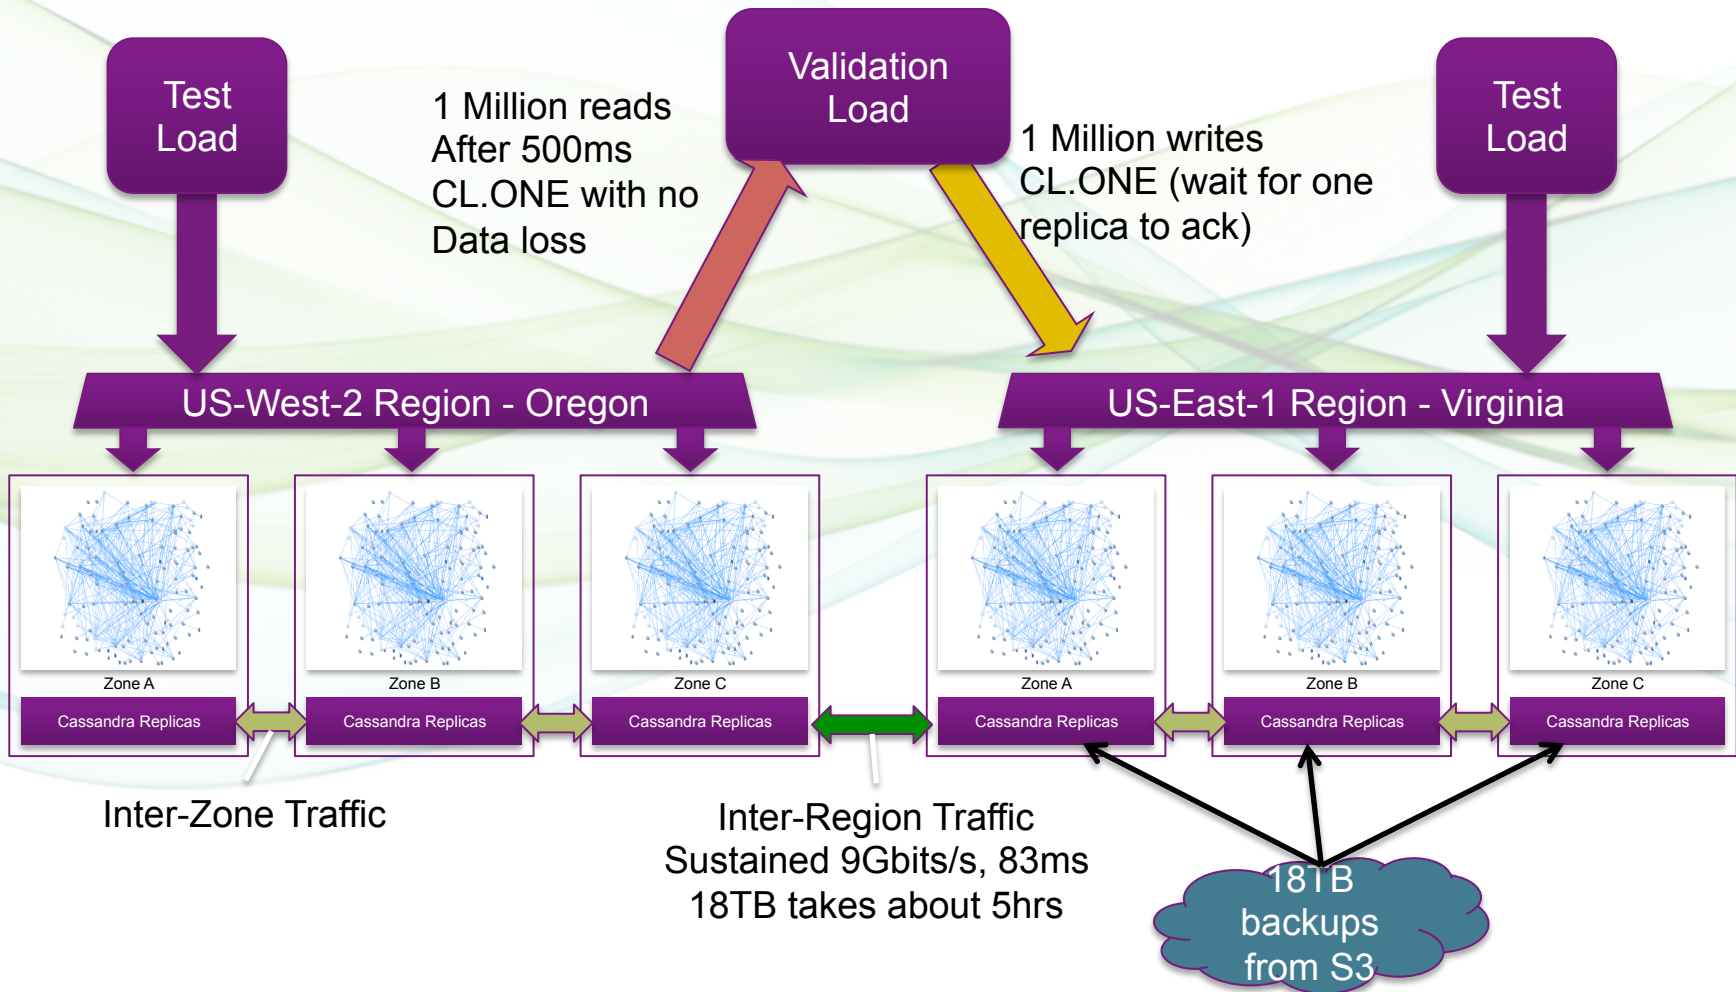 Test
Load
1 Million reads
After 500ms
CL.ONE with no
Data loss
Validation
Load
1 Million writes
CL.ONE (wait for one
replica to ack)
Test
Load
US-West-2 Region - Oregon
US-East-1 Region - Virginia
Zone A
Zone B
Zone C
Zone A
Zone B
Zone C
Cassandra Replicas
Cassandra Replicas
Cassandra Replicas
Cassandra Replicas
Cassandra Replicas
Cassandra Replicas
Inter-Zone Traffic
Inter-Region Traffic
Sustained 9Gbits/s, 83ms
18TB takes about 5hrs
18TB
backups
from S3